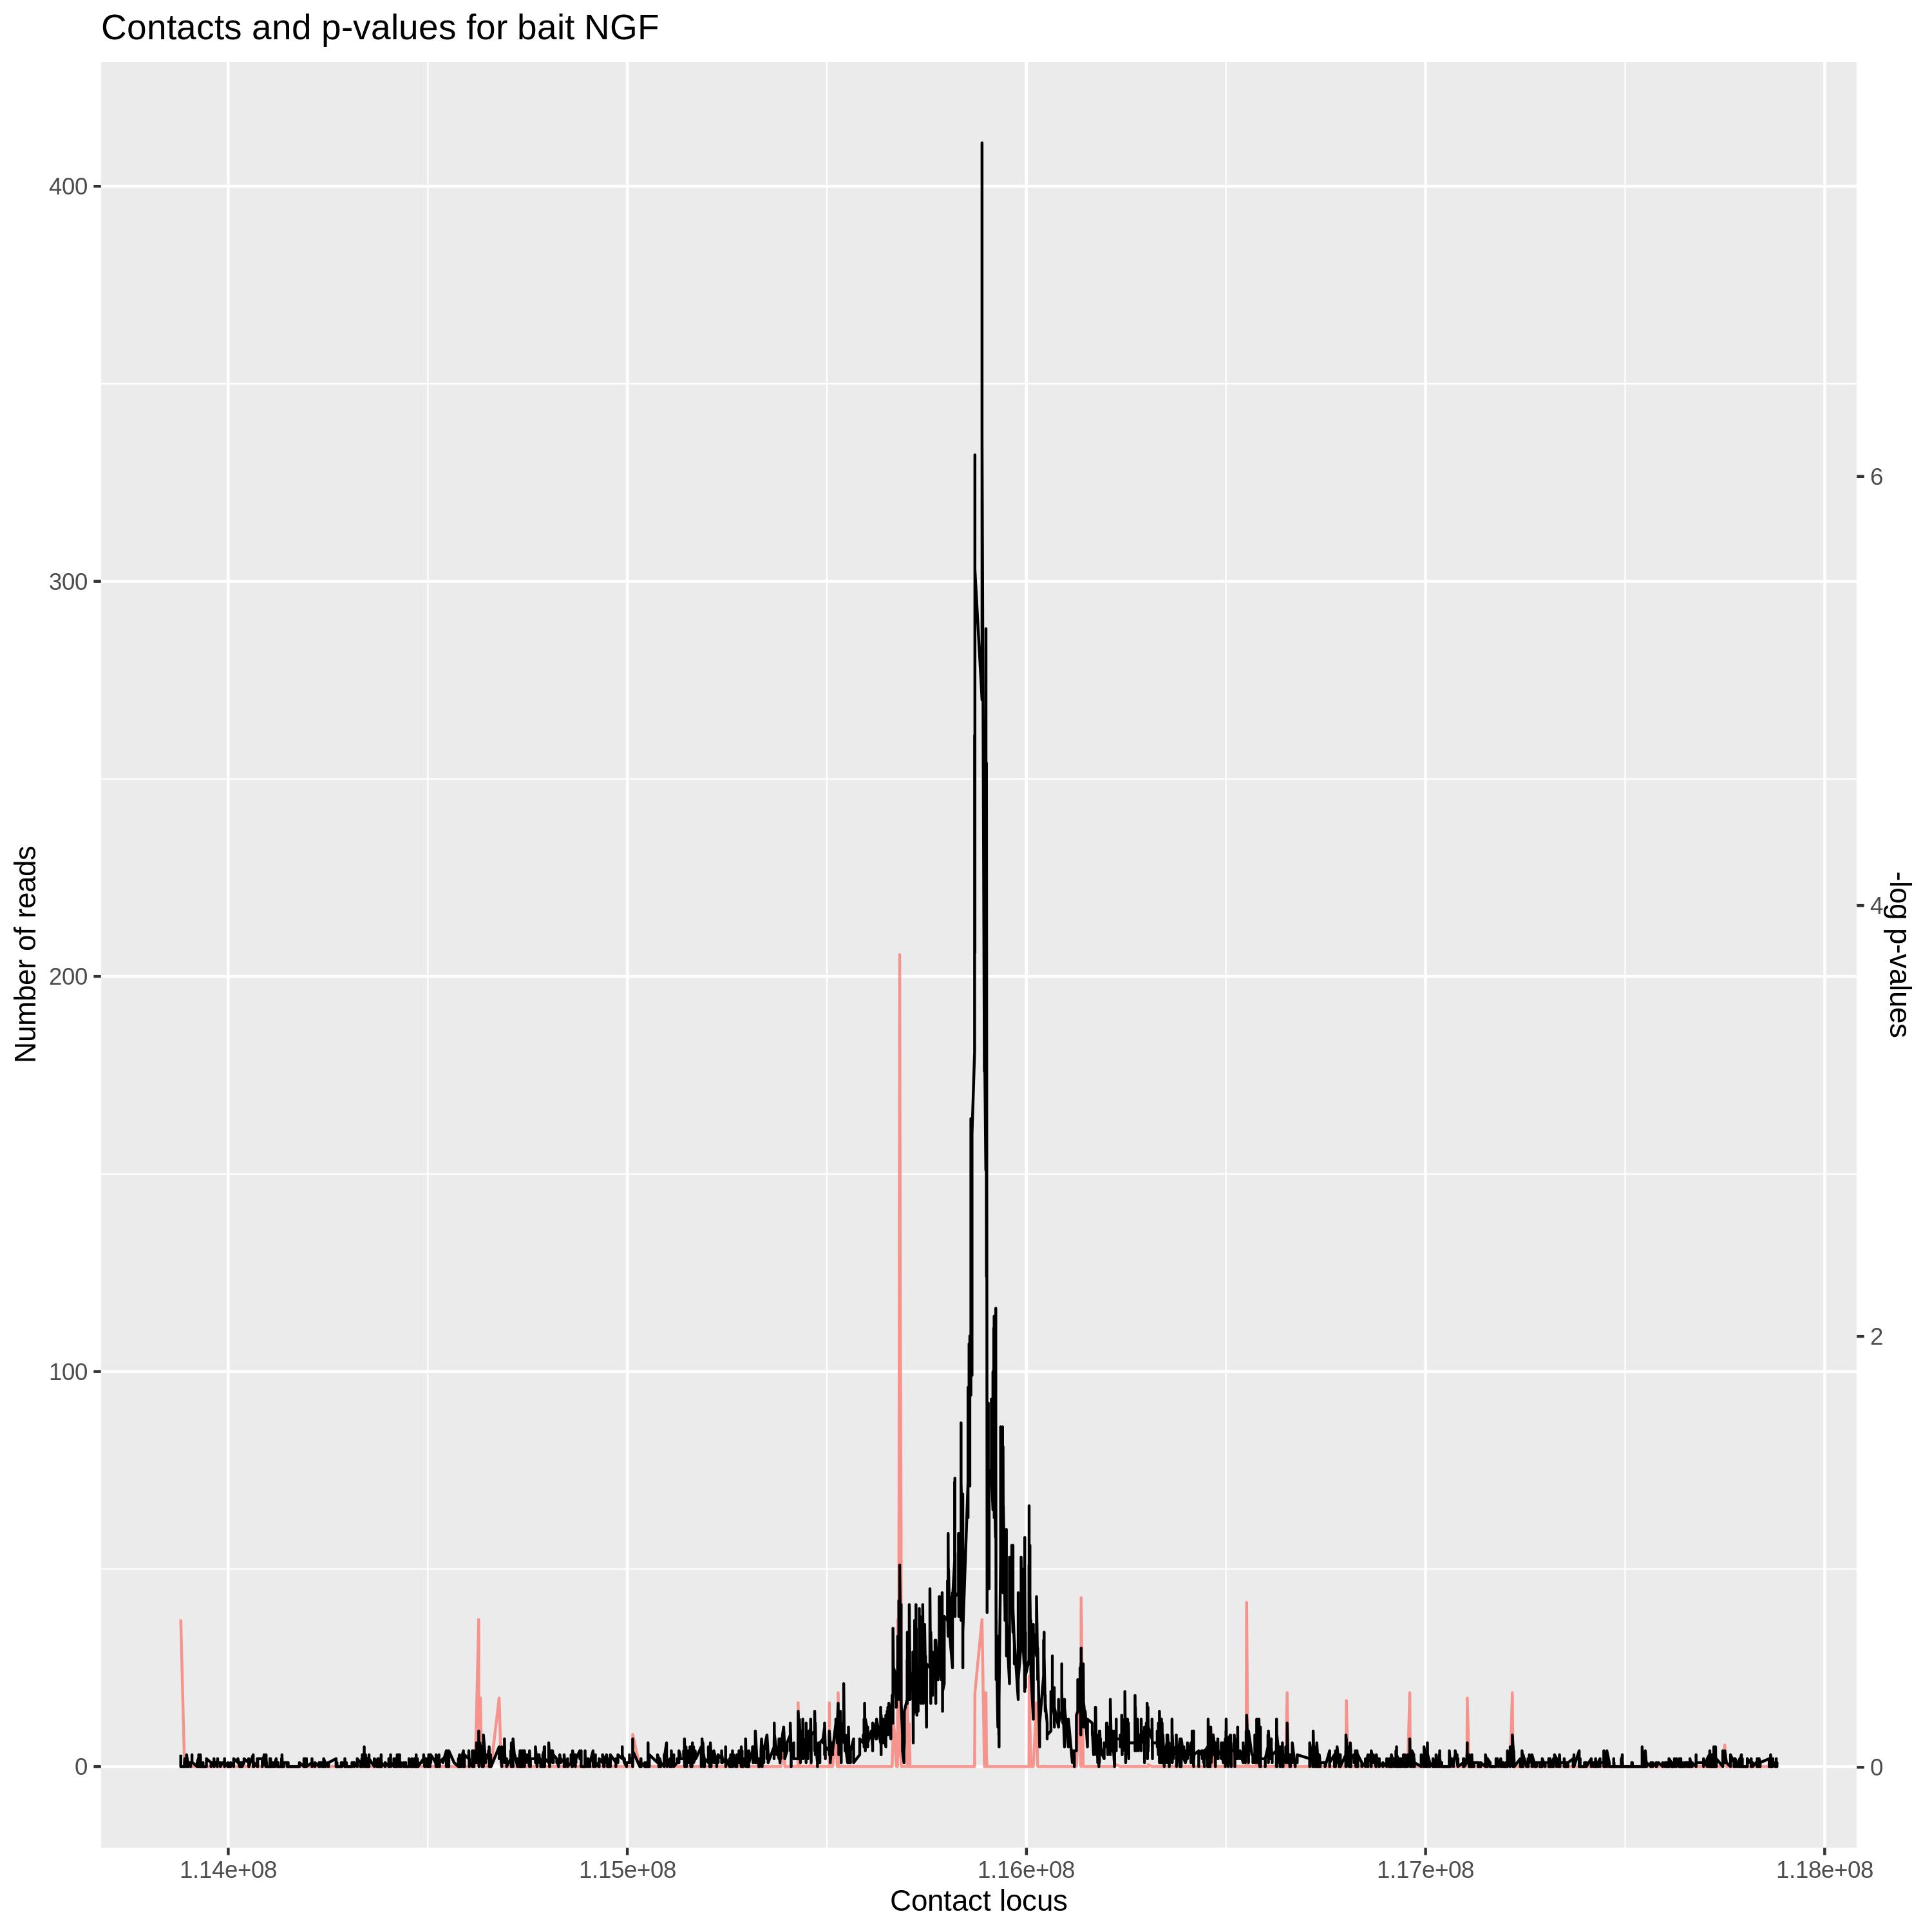 Contacts and p-values for bait NGF
400
300
200
100
0
Number of reads
6
4
2
0
-log p-values
1.14e+08
1.15e+08
1.16e+08
1.17e+08
1.18e+08
Contact locus